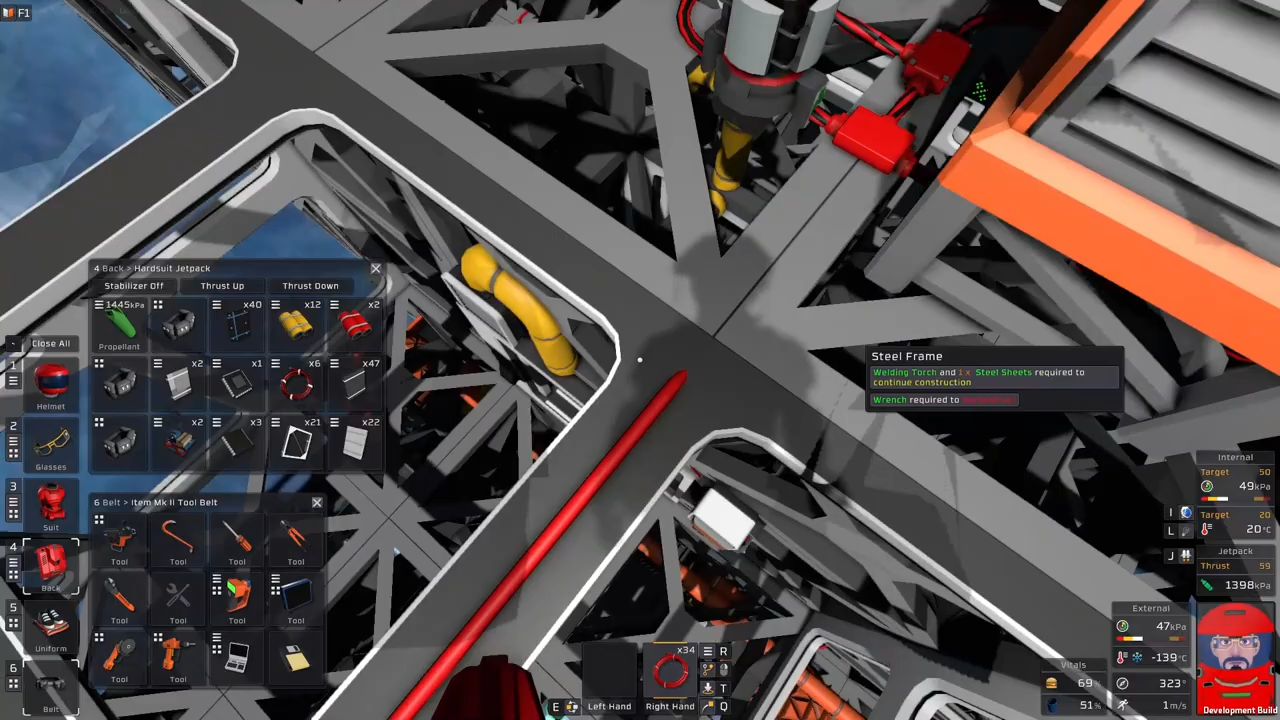 F1
4 Back > Hardsuit Jetpack
Stabilizer Off
Thrust Up
Thrust Down
1445kPa
x40
x12
x2
Propellant
x2
x1
x6
x47
x2
x3
x21
x22
Close All
1
Helmet
2
Glasses
3
Suit
4
Back
5
Uniform
6
Belt
6 Belt > Item Mk II Tool Belt
Tool
Tool
Tool
Tool
Tool
Tool
Tool
Tool
Tool
Tool
Steel Frame
Welding Torch and 1 x Steel Sheets required to
continue construction
Wrench required to
x34
R
T
E
Left Hand
Right Hand
Q
Internal
Target 50
49kPa
Target 20
20°C
I
L
J
Jetpack
Thrust 59
1398kPa
External
47kPa
-139°C
323°
1m/s
Vitals
69%
51%
Development Build